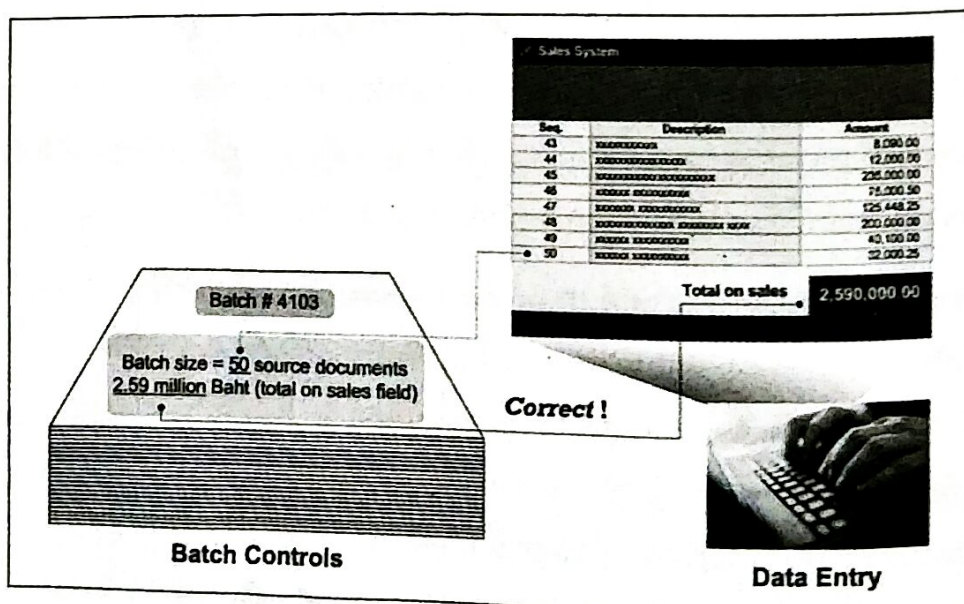 Sales System
Seq. Description Amount
43 xxxxxxxxxxx 8,090.00
44 12,000.00
45 235,000.00
46 75,000.50
47 125,448.25
48 200,000.00
49 40,100.00
50 32,000.25
Total on sales 2,590,000.00
Batch # 4103
Batch size = 50 source documents
2.59 million Baht (total on sales field)
Correct !
Batch Controls
Data Entry